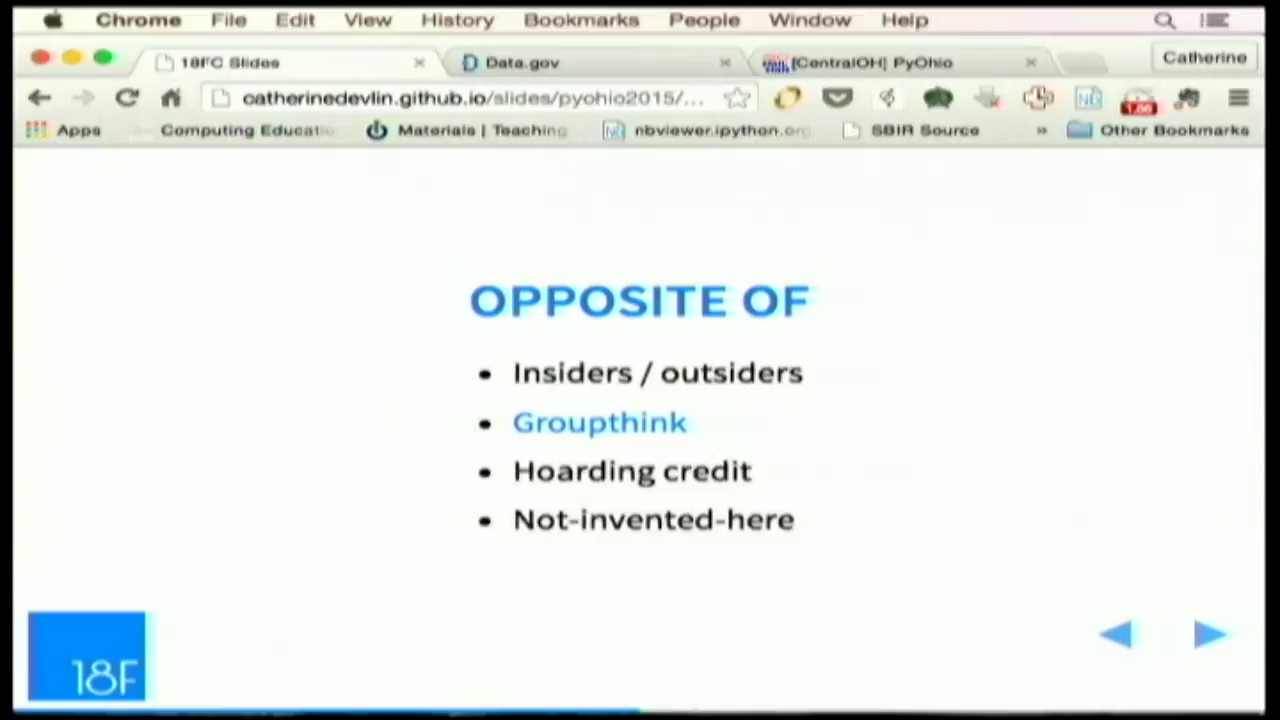 Chrome File Edit View History Bookmarks People Window Help
18FC Slides Data.gov [CentralOH] PyOhio Catherine
catherinedevlin.github.io/slides/pyohio2015/...
Apps Computing Educatio Materials | Teaching nbviewer.ipython.org SBIR Source » Other Bookmarks
OPPOSITE OF
• Insiders / outsiders
• Groupthink
• Hoarding credit
• Not-invented-here
18F